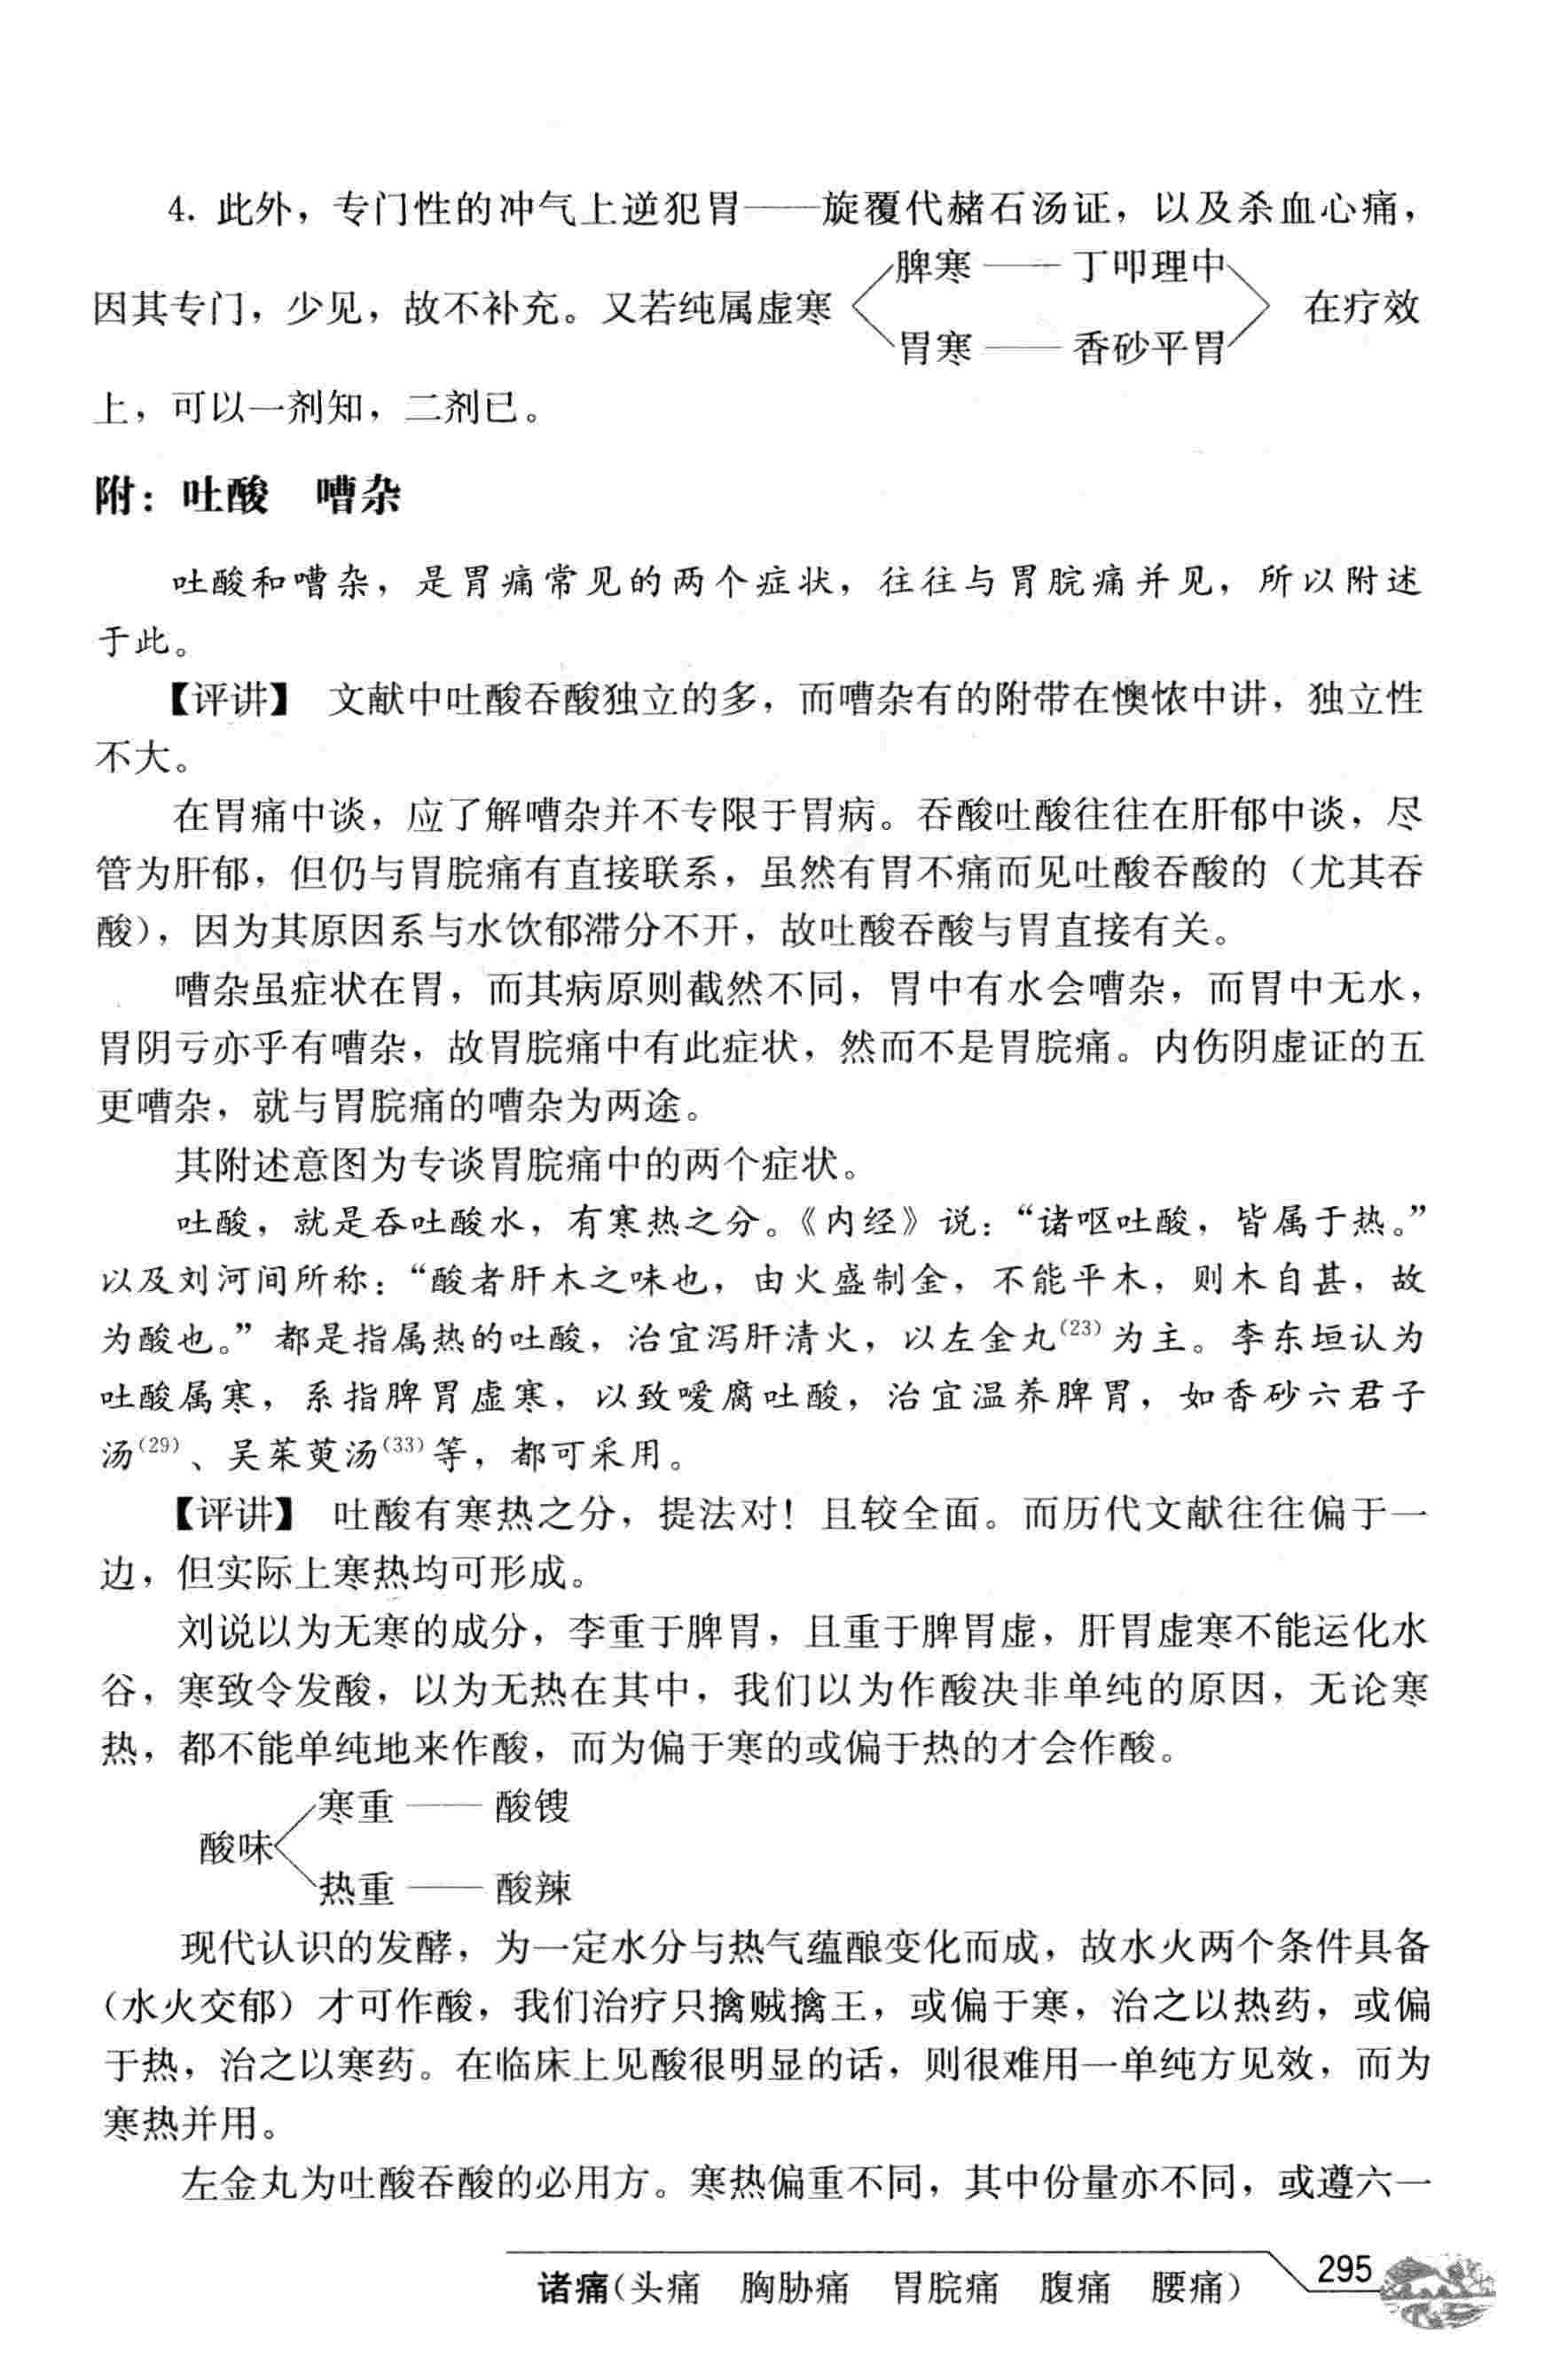 4. 此外，专门性的冲气上逆犯胃——旋覆代赭石汤证，以及杀血心痛，
脾寒——丁叩理中
因其专门，少见，故不补充。又若纯属虚寒 在疗效
胃寒——香砂平胃
上，可以一剂知，二剂已。
附：吐酸 嘈杂
吐酸和嘈杂，是胃痛常见的两个症状，往往与胃脘痛并见，所以附述
于此。
【评讲】 文献中吐酸吞酸独立的多，而嘈杂有的附带在懊侬中讲，独立性
不大。
在胃痛中谈，应了解嘈杂并不专限于胃病。吞酸吐酸往往在肝郁中谈，尽
管为肝郁，但仍与胃脘痛有直接联系，虽然有胃不痛而见吐酸吞酸的（尤其吞
酸），因为其原因系与水饮郁滞分不开，故吐酸吞酸与胃直接有关。
嘈杂虽症状在胃，而其病原则截然不同，胃中有水会嘈杂，而胃中无水，
胃阴亏亦乎有嘈杂，故胃脘痛中有此症状，然而不是胃脘痛。内伤阴虚证的五
更嘈杂，就与胃脘痛的嘈杂为两途。
其附述意图为专谈胃脘痛中的两个症状。
吐酸，就是吞吐酸水，有寒热之分。《内经》说：“诸呕吐酸，皆属于热。”
以及刘河间所称：“酸者肝木之味也，由火盛制金，不能平木，则木自甚，故
为酸也。”都是指属热的吐酸，治宜泻肝清火，以左金丸(23)为主。李东垣认为
吐酸属寒，系指脾胃虚寒，以致嗳腐吐酸，治宜温养脾胃，如香砂六君子
汤(29)、吴茱萸汤(33)等，都可采用。
【评讲】 吐酸有寒热之分，提法对！且较全面。而历代文献往往偏于一
边，但实际上寒热均可形成。
刘说以为无寒的成分，李重于脾胃，且重于脾胃虚，肝胃虚寒不能运化水
谷，寒致令发酸，以为无热在其中，我们以为作酸决非单纯的原因，无论寒
热，都不能单纯地来作酸，而为偏于寒的或偏于热的才会作酸。
寒重——酸馊
酸味
热重——酸辣
现代认识的发酵，为一定水分与热气蕴酿变化而成，故水火两个条件具备
（水火交郁）才可作酸，我们治疗只擒贼擒王，或偏于寒，治之以热药，或偏
于热，治之以寒药。在临床上见酸很明显的话，则很难用一单纯方见效，而为
寒热并用。
左金丸为吐酸吞酸的必用方。寒热偏重不同，其中份量亦不同，或遵六一
诸痛（头痛 胸胁痛 胃脘痛 腹痛 腰痛） 295